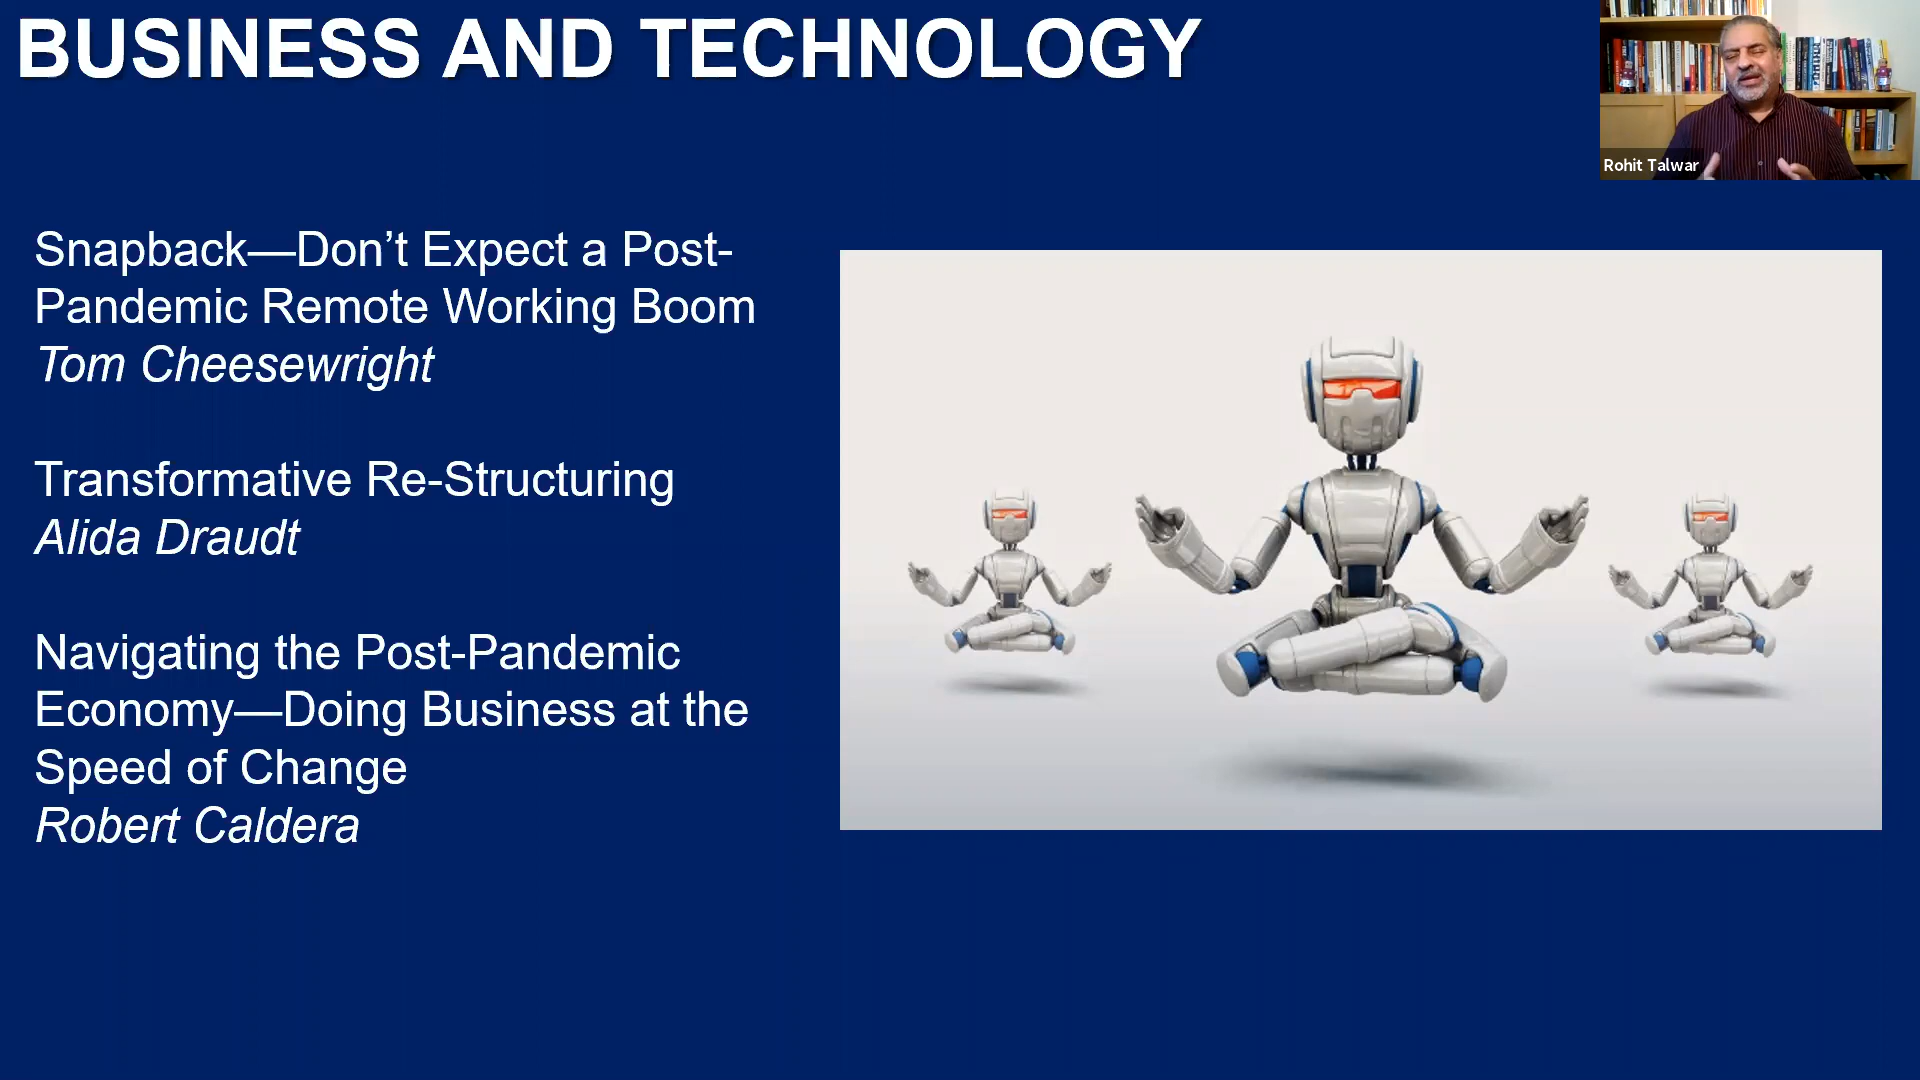 BUSINESS AND TECHNOLOGY
Rohit Talwar
Snapback—Don’t Expect a Post-
Pandemic Remote Working Boom
Tom Cheesewright
Transformative Re-Structuring
Alida Draudt
Navigating the Post-Pandemic
Economy—Doing Business at the
Speed of Change
Robert Caldera